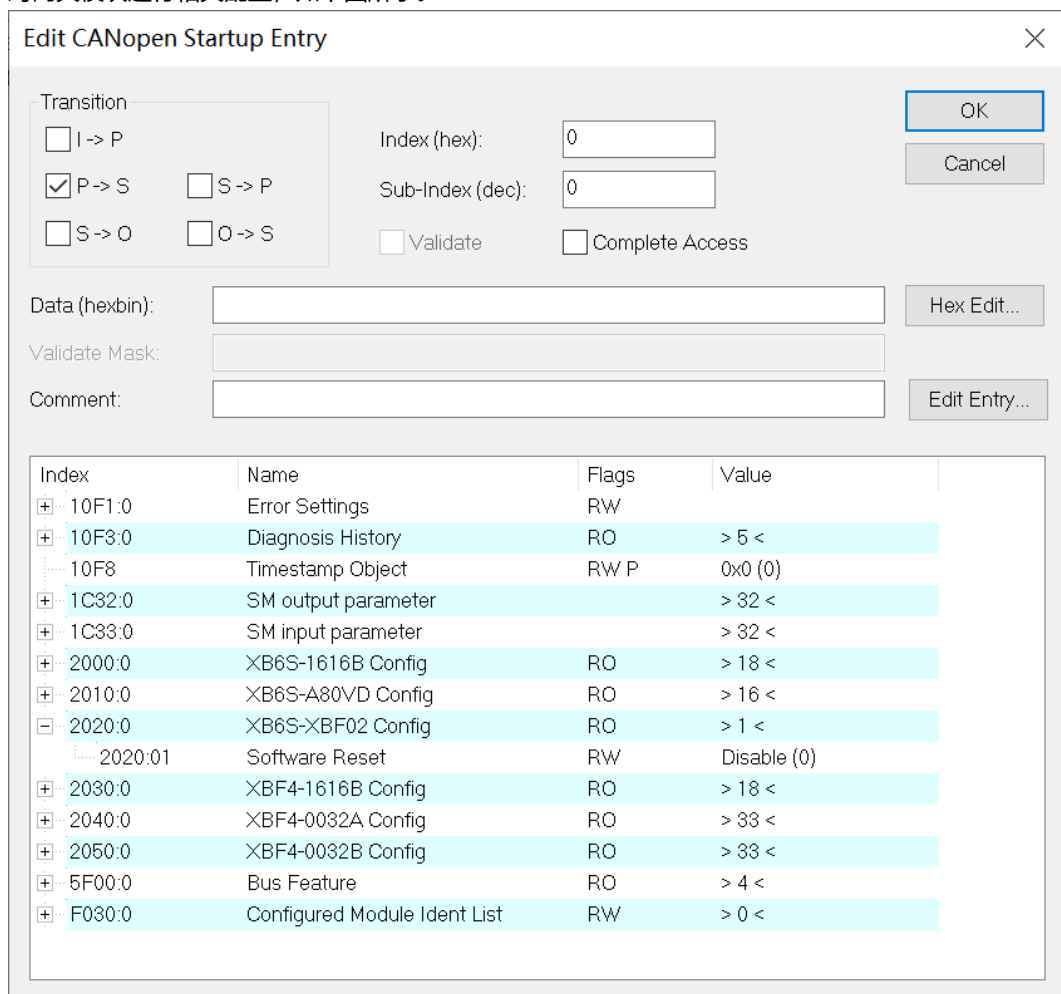 Edit CANopen Startup Entry
Transition
I -> P
P -> S
S -> P
S -> O
O -> S
Index (hex): 0
Sub-Index (dec): 0
Validate
Complete Access
OK
Cancel
Data (hexbin):
Hex Edit...
Validate Mask:
Comment:
Edit Entry...
Index Name Flags Value
10F1:0 Error Settings RW
10F3:0 Diagnosis History RO > 5 <
10F8 Timestamp Object RW P 0x0 (0)
1C32:0 SM output parameter > 32 <
1C33:0 SM input parameter > 32 <
2000:0 XB6S-1616B Config RO > 18 <
2010:0 XB6S-A80VD Config RO > 16 <
2020:0 XB6S-XBF02 Config RO > 1 <
2020:01 Software Reset RW Disable (0)
2030:0 XBF4-1616B Config RO > 18 <
2040:0 XBF4-0032A Config RO > 33 <
2050:0 XBF4-0032B Config RO > 33 <
5F00:0 Bus Feature RO > 4 <
F030:0 Configured Module Ident List RW > 0 <